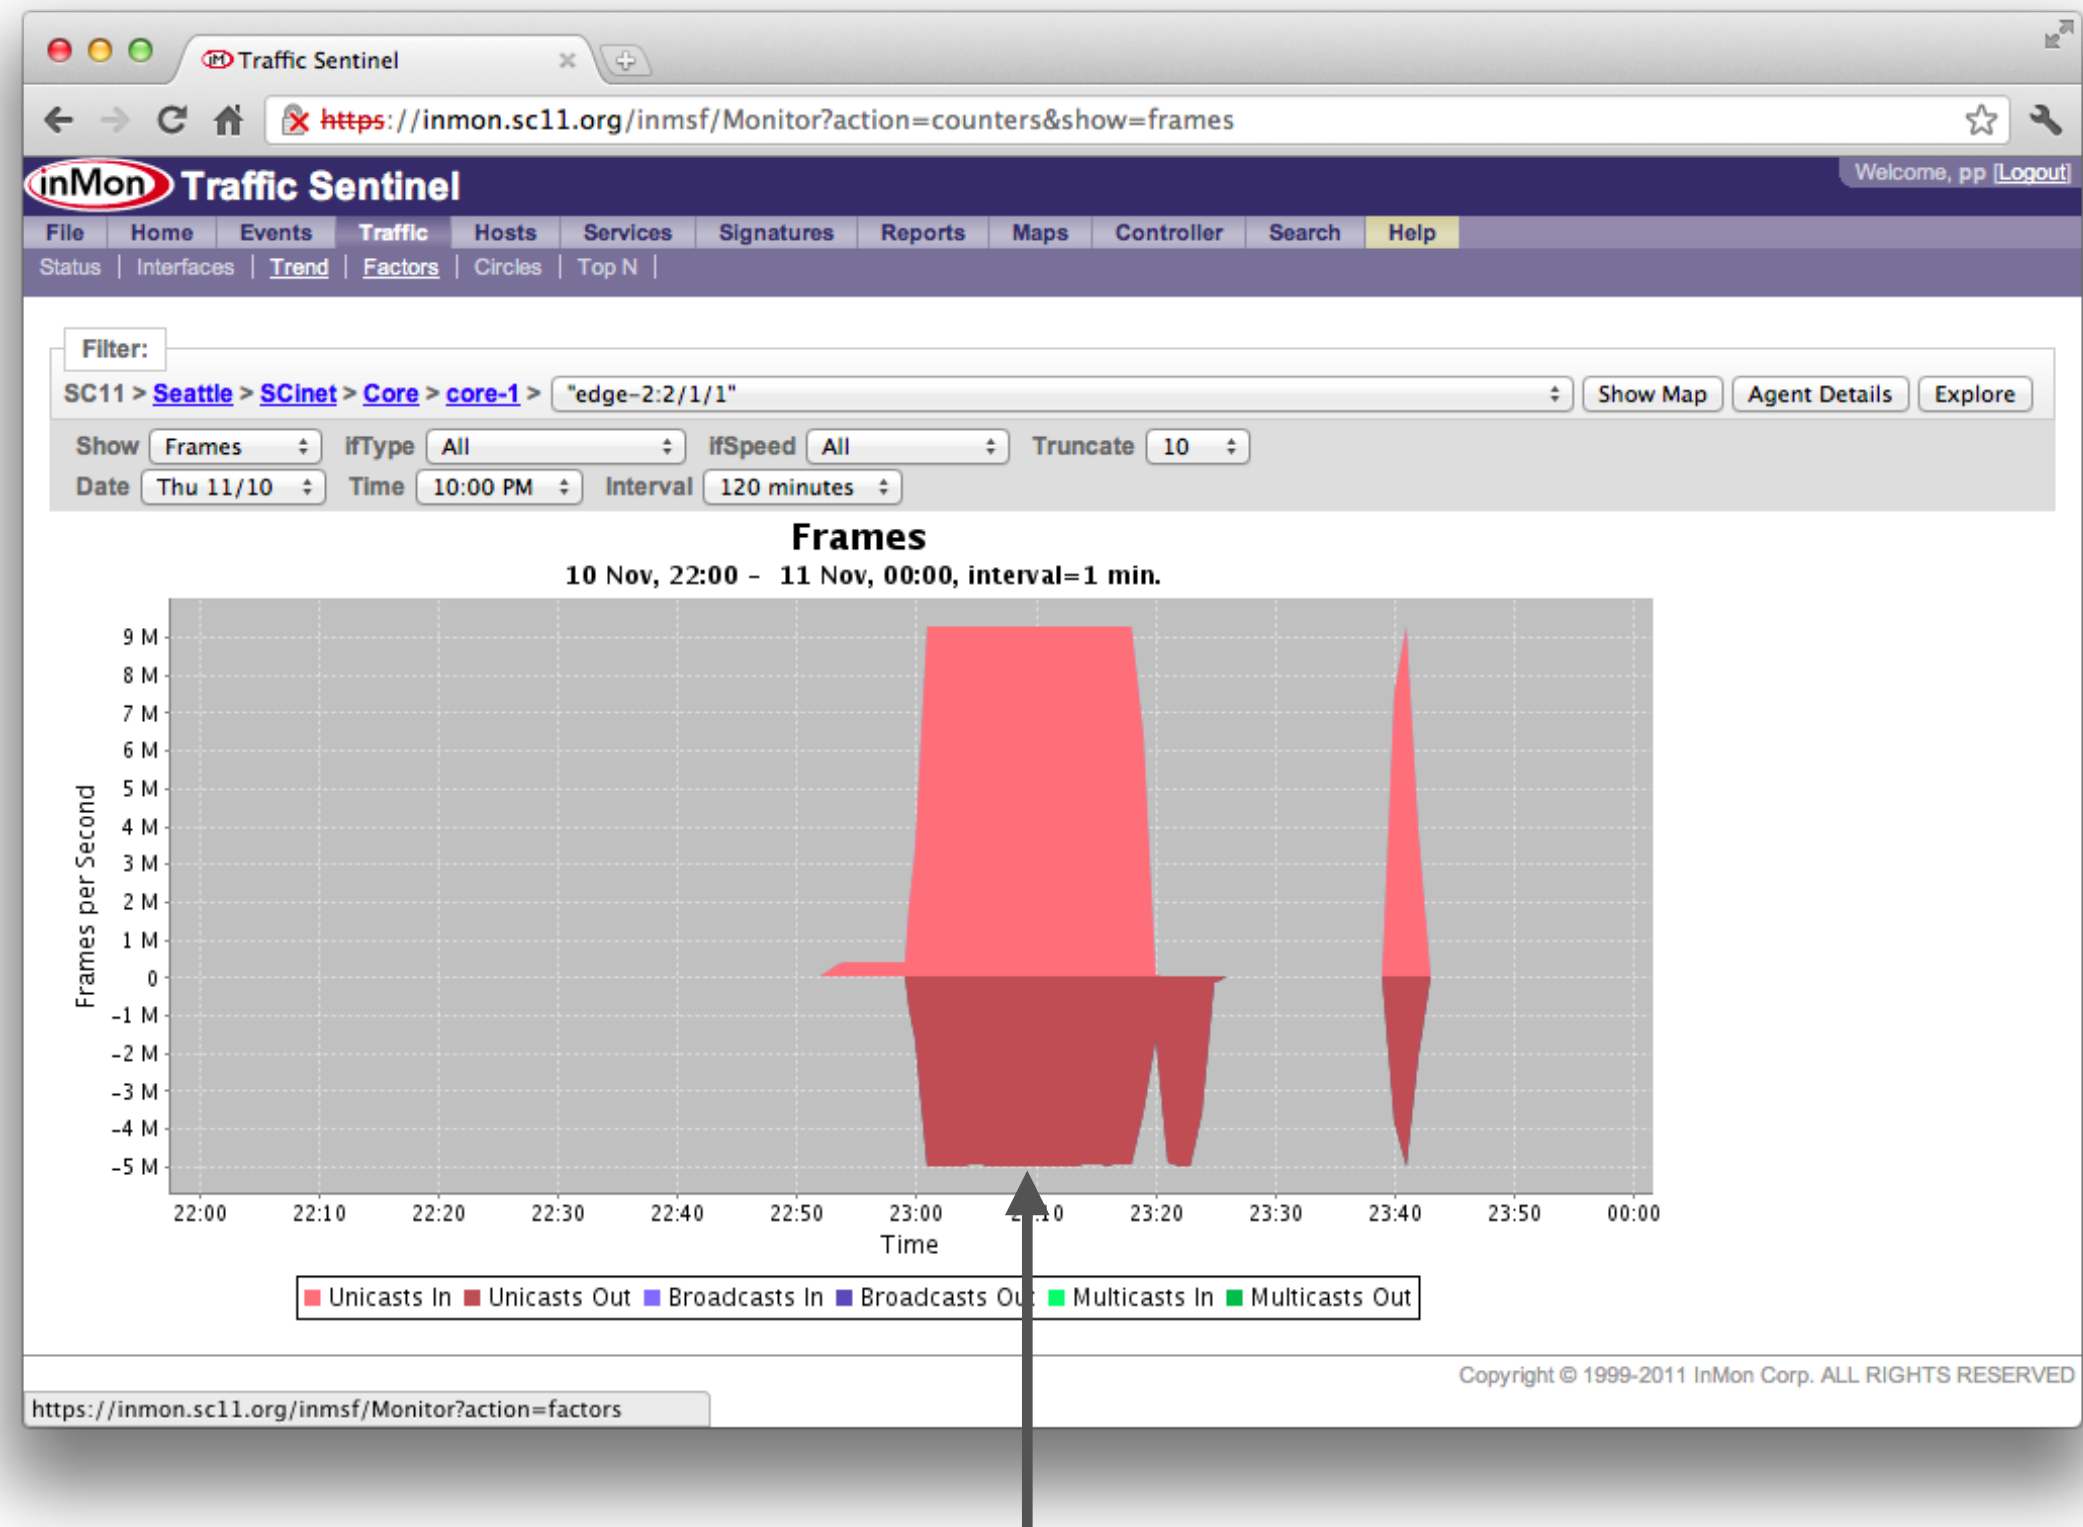 Traffic Sentinel
https://inmon.sc11.org/inmsf/Monitor?action=counters&show=frames
inMon Traffic Sentinel
Welcome, pp [Logout]
File Home Events Traffic Hosts Services Signatures Reports Maps Controller Search Help
Status | Interfaces | Trend | Factors | Circles | Top N |
Filter:
SC11 > Seattle > SCinet > Core > core-1 > "edge-2:2/1/1" Show Map Agent Details Explore
Show Frames ifType All ifSpeed All Truncate 10
Date Thu 11/10 Time 10:00 PM Interval 120 minutes
Frames
10 Nov, 22:00 - 11 Nov, 00:00, interval=1 min.
Frames per Second
9 M
8 M
7 M
6 M
5 M
4 M
3 M
2 M
1 M
0
-1 M
-2 M
-3 M
-4 M
-5 M
22:00 22:10 22:20 22:30 22:40 22:50 23:00 23:20 23:30 23:40 23:50 00:00
Time
Unicasts In Unicasts Out Broadcasts In Broadcasts Out Multicasts In Multicasts Out
Copyright © 1999-2011 InMon Corp. ALL RIGHTS RESERVED
https://inmon.sc11.org/inmsf/Monitor?action=factors